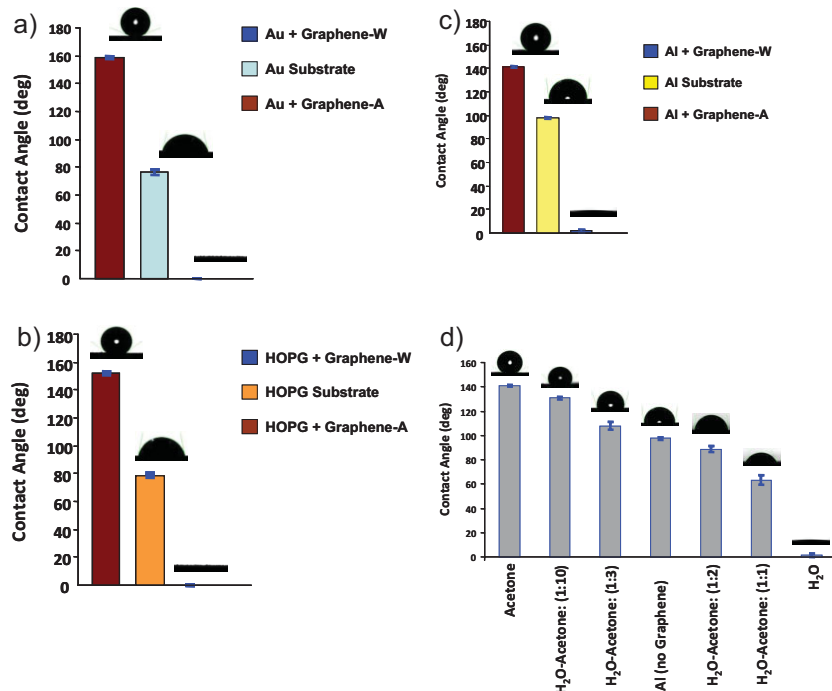 a)
Contact Angle (deg)
180
160
140
120
100
80
60
40
20
0
Au + Graphene-W
Au Substrate
Au + Graphene-A
b)
Contact Angle (deg)
180
160
140
120
100
80
60
40
20
0
HOPG + Graphene-W
HOPG Substrate
HOPG + Graphene-A
c)
Contact Angle (deg)
180
160
140
120
100
80
60
40
20
0
Al + Graphene-W
Al Substrate
Al + Graphene-A
d)
Contact Angle (deg)
160
140
120
100
80
60
40
20
0
Acetone
H₂O-Acetone: (1:10)
H₂O-Acetone: (1:3)
Al (no Graphene)
H₂O-Acetone: (1:2)
H₂O-Acetone: (1:1)
H₂O